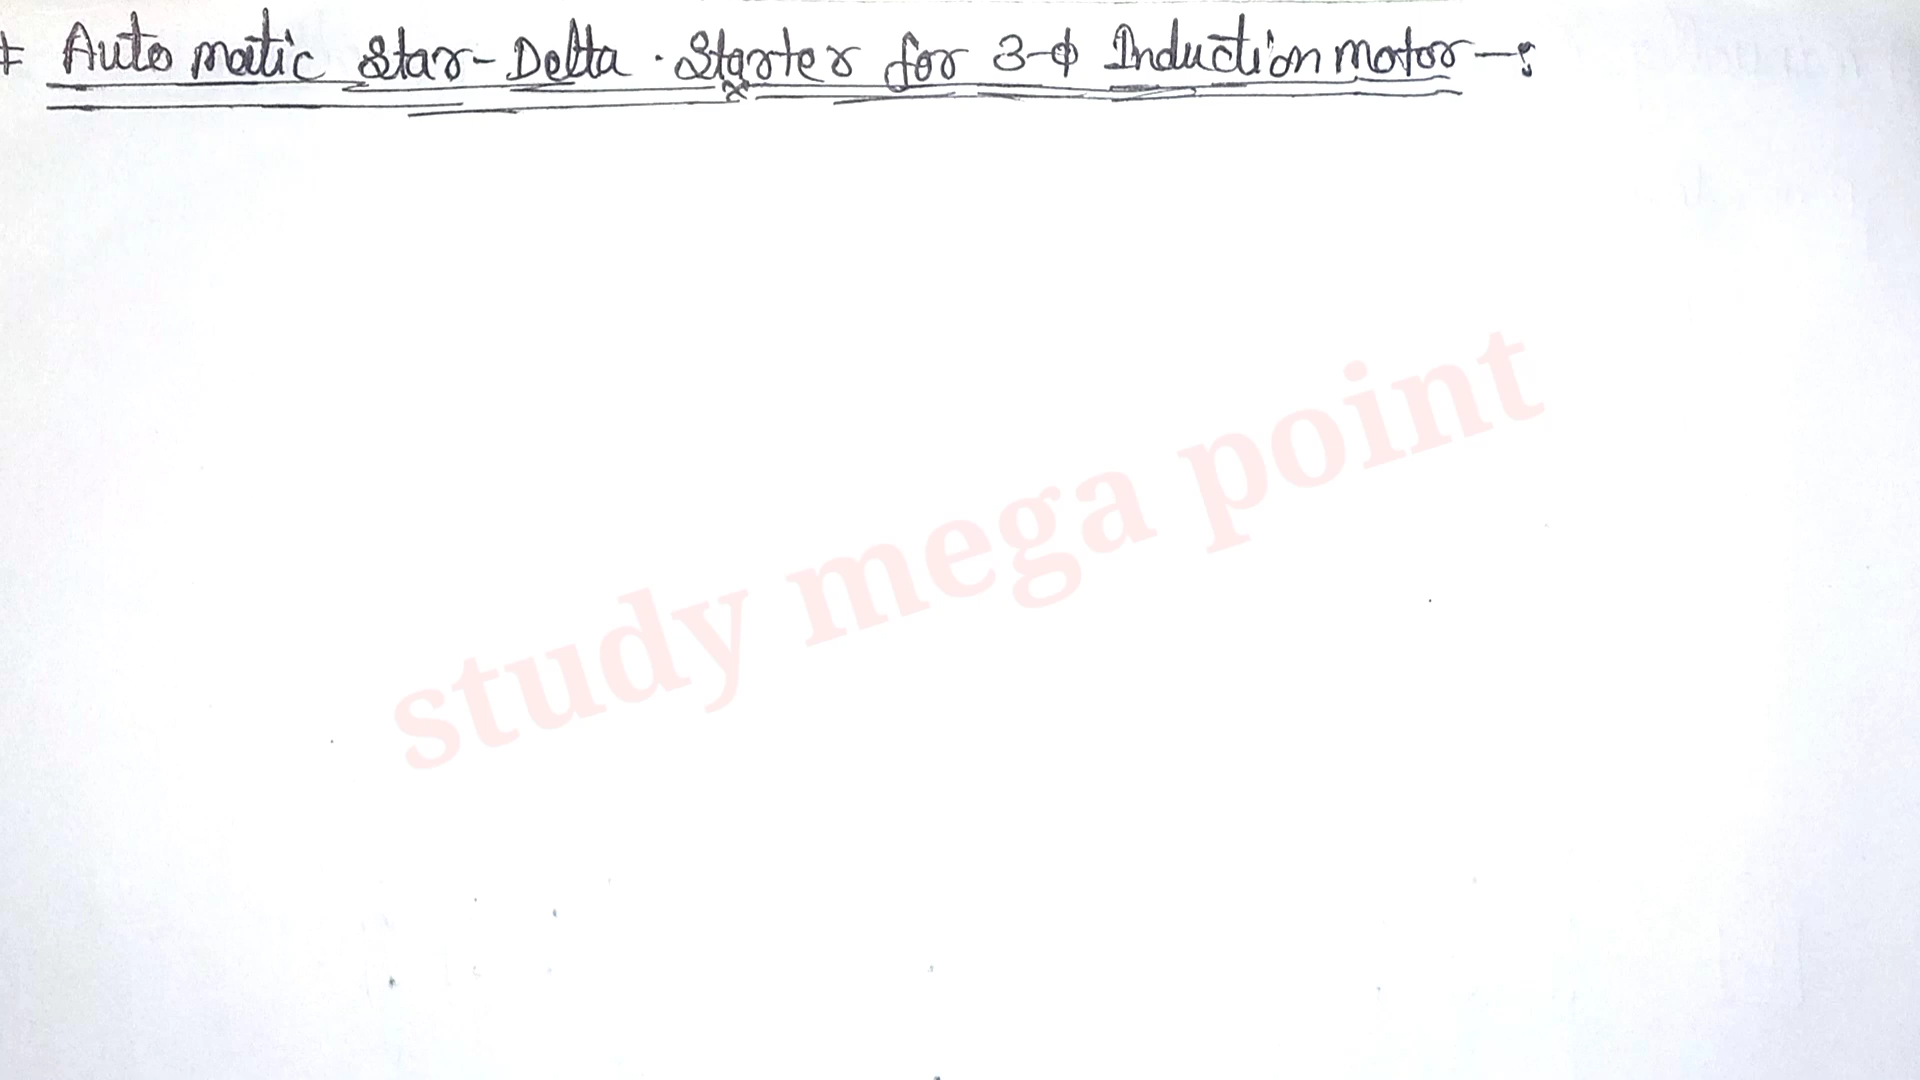 * Automatic Star-Delta. Starter for 3-ϕ Induction motor-:
study mega point